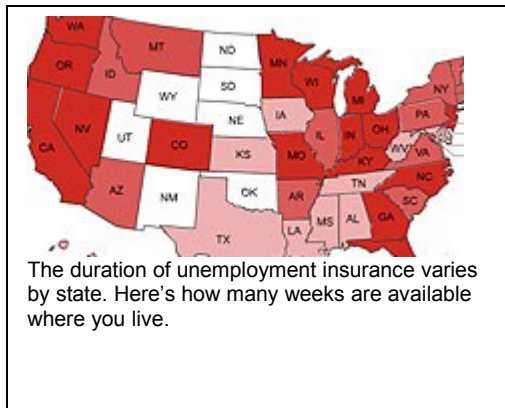 WA
MT
ND
MN
OR
ID
SD
WI
MI
NY
WY
IA
PA
NE
NV
UT
IL
IN
OH
CA
CO
KS
MO
WV
VA
KY
AZ
NM
OK
AR
TN
NC
SC
MS
AL
GA
TX
LA
The duration of unemployment insurance varies
by state. Here’s how many weeks are available
where you live.